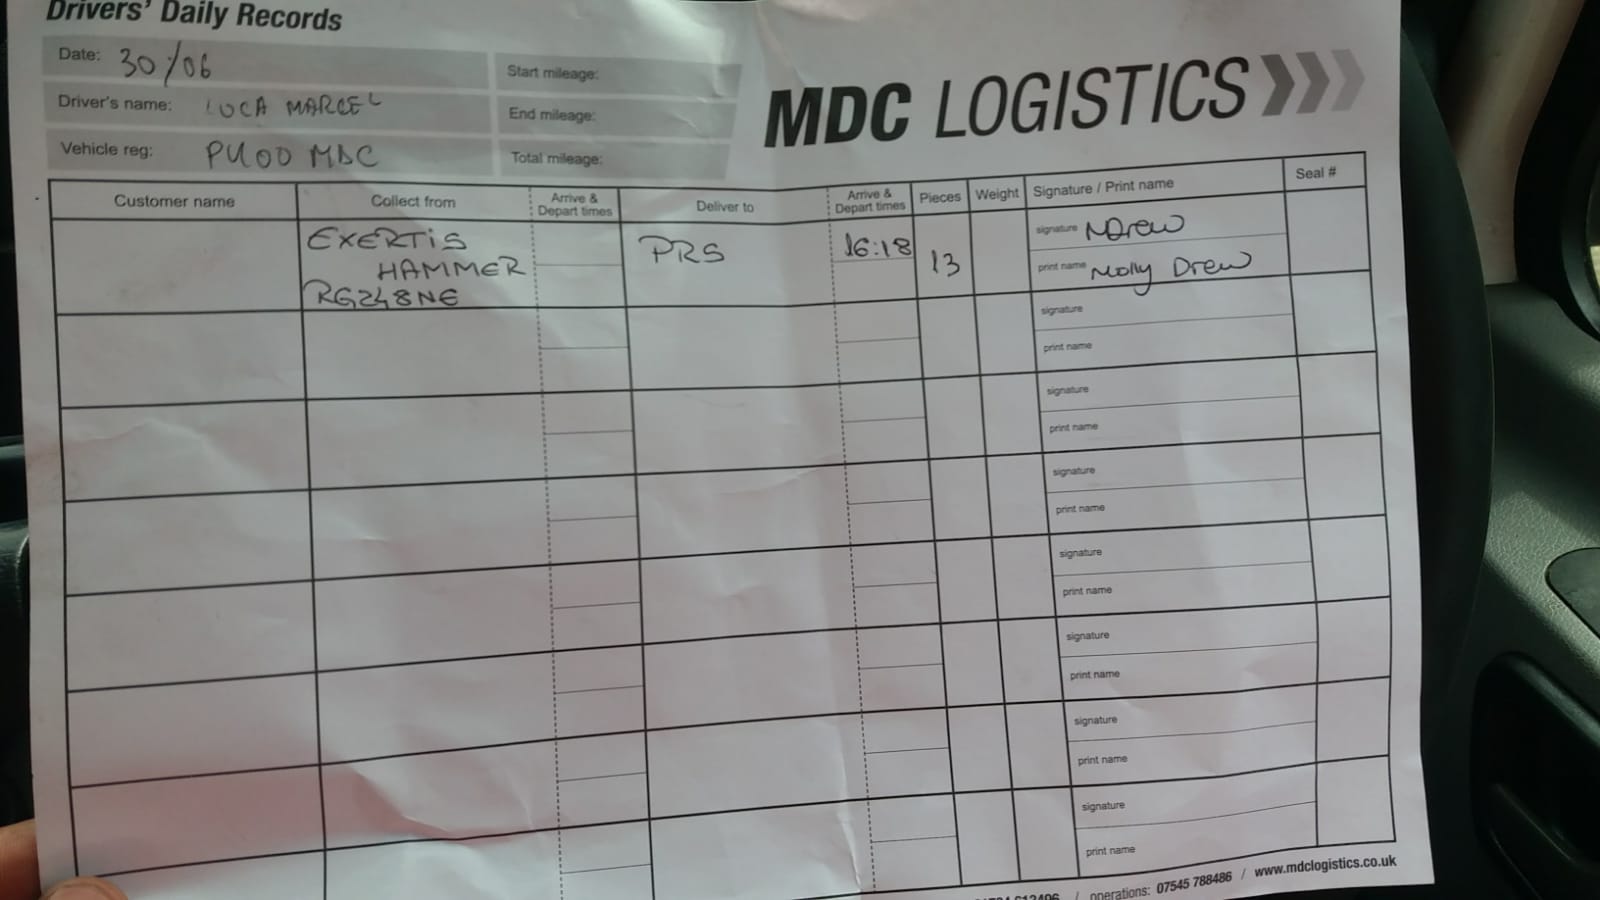 Drivers' Daily Records
Date: 30/06
Driver's name: LUCA MARCEL
Vehicle reg: PU00 MDC
Start mileage:
End mileage:
Total mileage:
MDC LOGISTICS
Customer name Collect from Arrive & Depart times Deliver to Arrive & Depart times Pieces Weight Signature / Print name Seal #
EXERTIS
HAMMER
RG248NE
PRS
16:18
13
signature MDrew
print name Molly Drew
signature
print name
signature
print name
signature
print name
signature
print name
signature
print name
signature
print name
signature
print name
/ operations: 07545 788486 / www.mdclogistics.co.uk